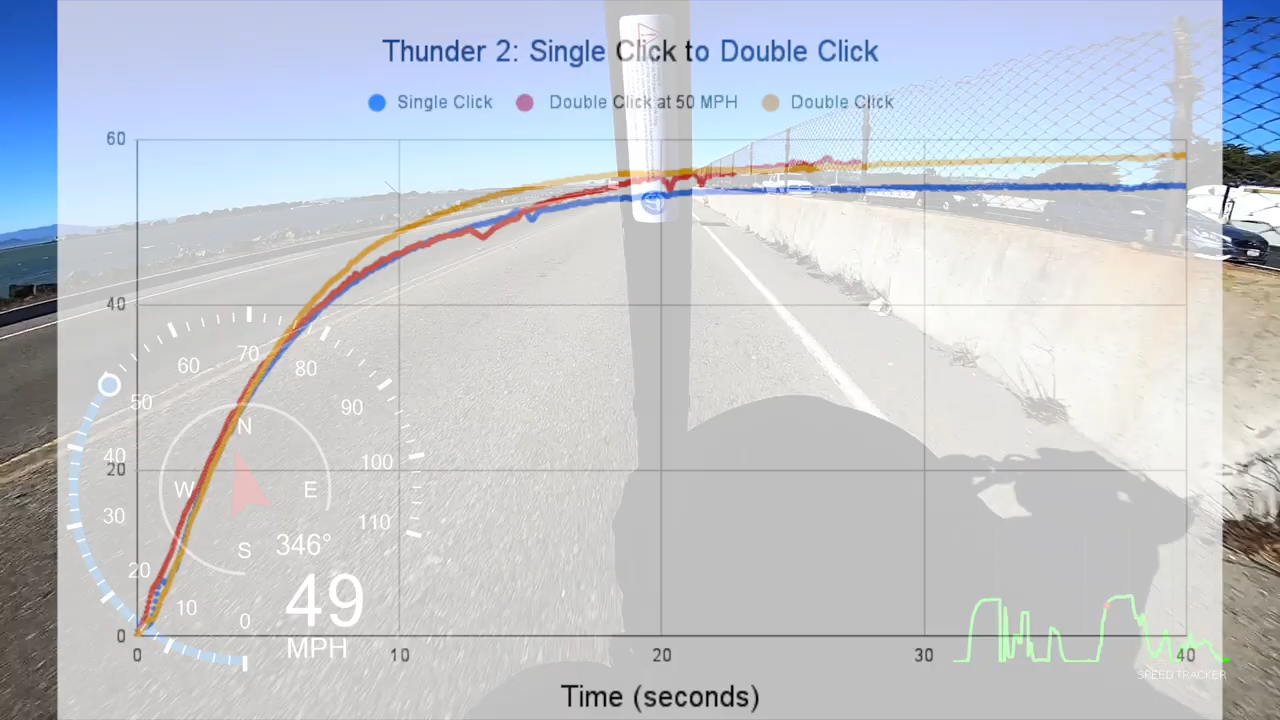 Thunder 2: Single Click to Double Click
Single Click Double Click at 50 MPH Double Click
60
40
20
0
0 10 20 30 40
Time (seconds)
0
10
20
30
40
50
60
70
80
90
100
110
N
W E
S
346°
49
MPH
SPEED TRACKER